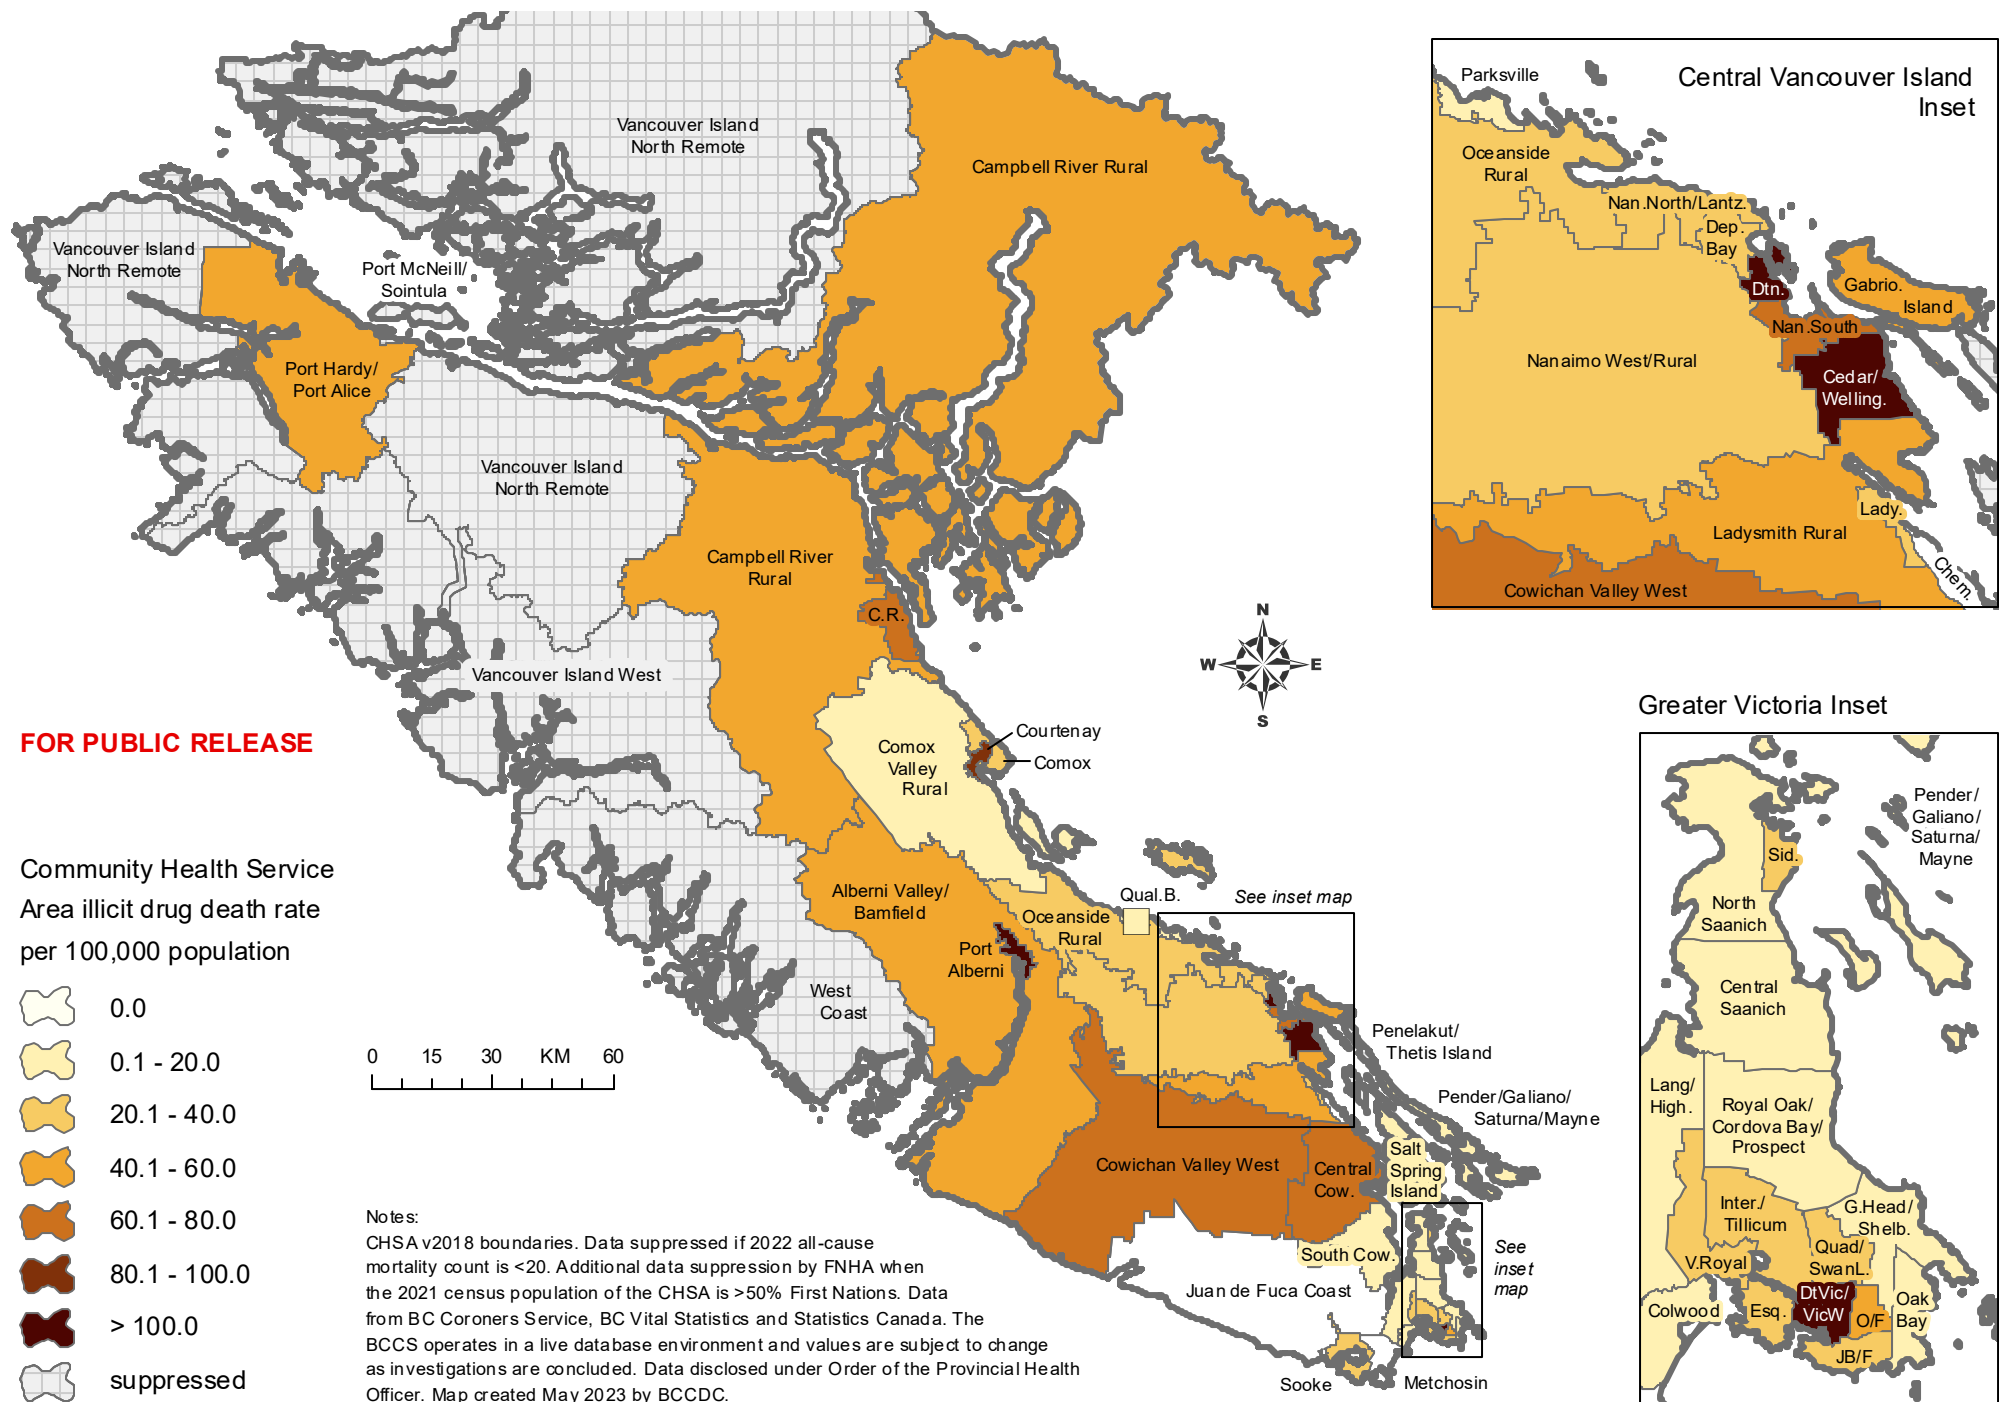 Vancouver Island
North Remote
Campbell River Rural
Vancouver Island
North Remote
Port McNeill/
Sointula
Port Hardy/
Port Alice
Vancouver Island
North Remote
Campbell River
Rural
C.R.
Vancouver Island West
Comox
Valley
Rural
Courtenay
Comox
Alberni Valley/
Bamfield
Port
Alberni
West
Coast
Oceanside
Rural
Qual.B.
See inset map
Penelakut/
Thetis Island
Pender/Galiano/
Saturna/Mayne
Salt
Spring
Island
Cowichan Valley West
Central
Cow.
South Cow.
Juan de Fuca Coast
Sooke
Metchosin
See
inset
map
N
W
E
S
Central Vancouver Island
Inset
Parksville
Oceanside
Rural
Nan.North/Lantz.
Dep.
Bay
Dtn.
Gabrio.
Island
Nan.South
Nanaimo West/Rural
Cedar/
Welling.
Lady.
Ladysmith Rural
Chem.
Cowichan Valley West
Greater Victoria Inset
Pender/
Galiano/
Saturna/
Mayne
Sid.
North
Saanich
Central
Saanich
Lang/
High.
Royal Oak/
Cordova Bay/
Prospect
Inter./
Tillicum
G.Head/
Shelb.
Quad/
SwanL.
V.Royal
Colwood
Esq.
DtVic/
VicW
O/F
Oak
Bay
JB/F
FOR PUBLIC RELEASE
Community Health Service
Area illicit drug death rate
per 100,000 population
0.0
0.1 - 20.0
20.1 - 40.0
40.1 - 60.0
60.1 - 80.0
80.1 - 100.0
> 100.0
suppressed
0 15 30 KM 60
Notes:
CHSA v2018 boundaries. Data suppressed if 2022 all-cause
mortality count is <20. Additional data suppression by FNHA when
the 2021 census population of the CHSA is >50% First Nations. Data
from BC Coroners Service, BC Vital Statistics and Statistics Canada. The
BCCS operates in a live database environment and values are subject to change
as investigations are concluded. Data disclosed under Order of the Provincial Health
Officer. Map created May 2023 by BCCDC.